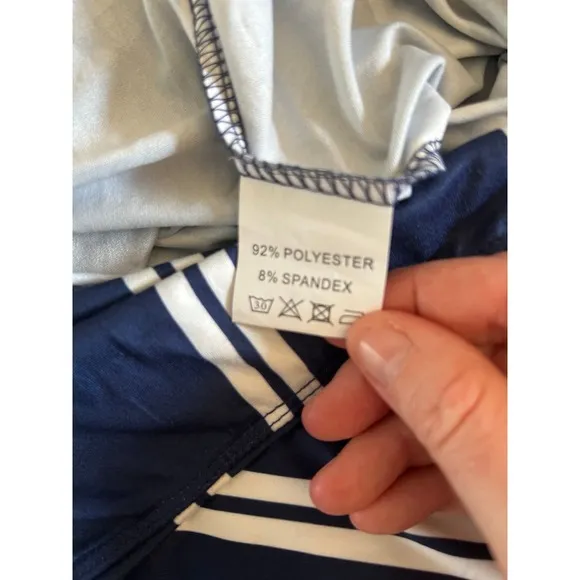 92% POLYESTER
8% SPANDEX
30